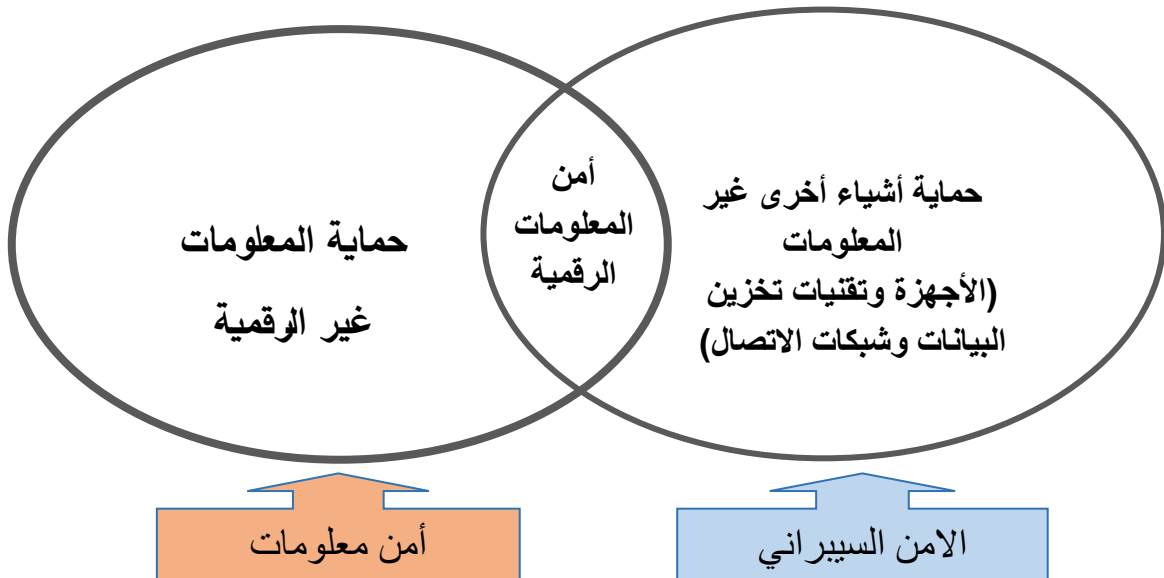 حماية المعلومات
غير الرقمية
أمن
المعلومات
الرقمية
حماية أشياء أخرى غير
المعلومات
(الأجهزة وتقنيات تخزين
البيانات وشبكات الاتصال)
أمن معلومات
الامن السيبراني